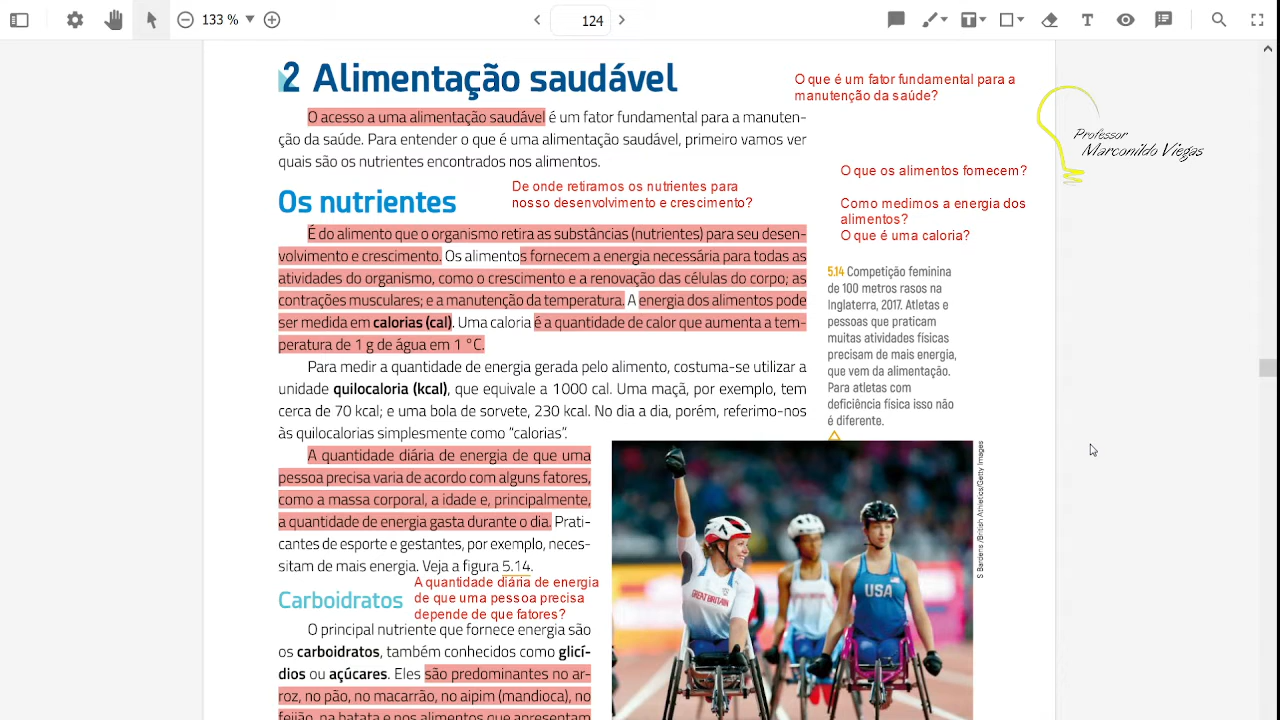 133 %
124
2 Alimentação saudável
O que é um fator fundamental para a
manutenção da saúde?
O acesso a uma alimentação saudável é um fator fundamental para a manuten-
ção da saúde. Para entender o que é uma alimentação saudável, primeiro vamos ver
quais são os nutrientes encontrados nos alimentos.
Professor
Marconildo Viegas
Os nutrientes
De onde retiramos os nutrientes para
nosso desenvolvimento e crescimento?
O que os alimentos fornecem?
Como medimos a energia dos
alimentos?
O que é uma caloria?
É do alimento que o organismo retira as substâncias (nutrientes) para seu desen-
volvimento e crescimento. Os alimentos fornecem a energia necessária para todas as
atividades do organismo, como o crescimento e a renovação das células do corpo; as
contrações musculares; e a manutenção da temperatura. A energia dos alimentos pode
ser medida em calorias (cal). Uma caloria é a quantidade de calor que aumenta a tem-
peratura de 1 g de água em 1 °C.
Para medir a quantidade de energia gerada pelo alimento, costuma-se utilizar a
unidade quilocaloria (kcal), que equivale a 1000 cal. Uma maçã, por exemplo, tem
cerca de 70 kcal; e uma bola de sorvete, 230 kcal. No dia a dia, porém, referimo-nos
às quilocalorias simplesmente como “calorias”.
5.14 Competição feminina
de 100 metros rasos na
Inglaterra, 2017. Atletas e
pessoas que praticam
muitas atividades físicas
precisam de mais energia,
que vem da alimentação.
Para atletas com
deficiência física isso não
é diferente.
A quantidade diária de energia de que uma
pessoa precisa varia de acordo com alguns fatores,
como a massa corporal, a idade e, principalmente,
a quantidade de energia gasta durante o dia. Prati-
cantes de esporte e gestantes, por exemplo, neces-
sitam de mais energia. Veja a figura 5.14.
A quantidade diária de energia
de que uma pessoa precisa
depende de que fatores?
Carboidratos
O principal nutriente que fornece energia são
os carboidratos, também conhecidos como glicí-
dios ou açúcares. Eles são predominantes no ar-
roz, no pão, no macarrão, no aipim (mandioca), no
feijão, na batata e nos alimentos que apresentam
S Bardens /British Athletics/Getty Images
GREAT BRITAIN
USA